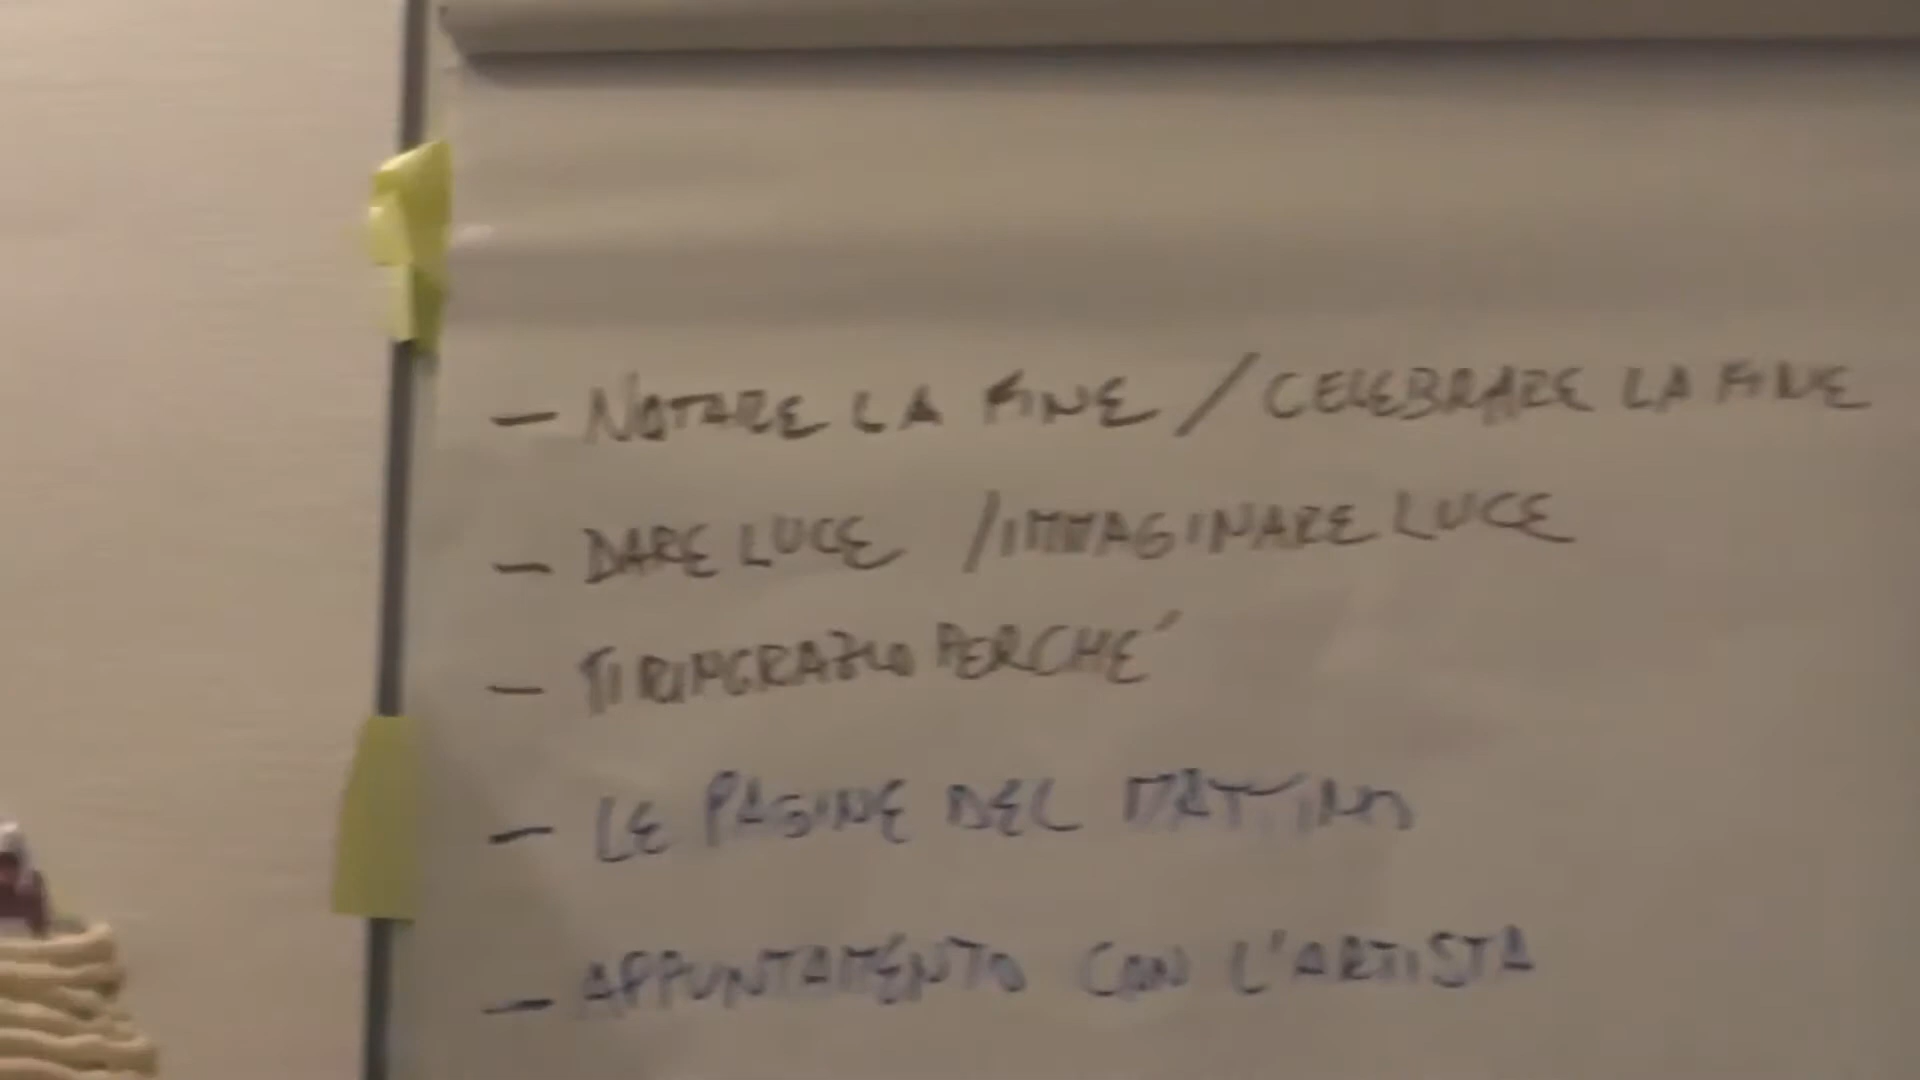 - NOTARE LA FINE / CELEBRARE LA FINE
- DARE LUCE / IMMAGINARE LUCE
- TI RINGRAZIO PERCHE'
- LE PAGINE DEL MATTINO
- APPUNTAMENTO CON L'ARTISTA